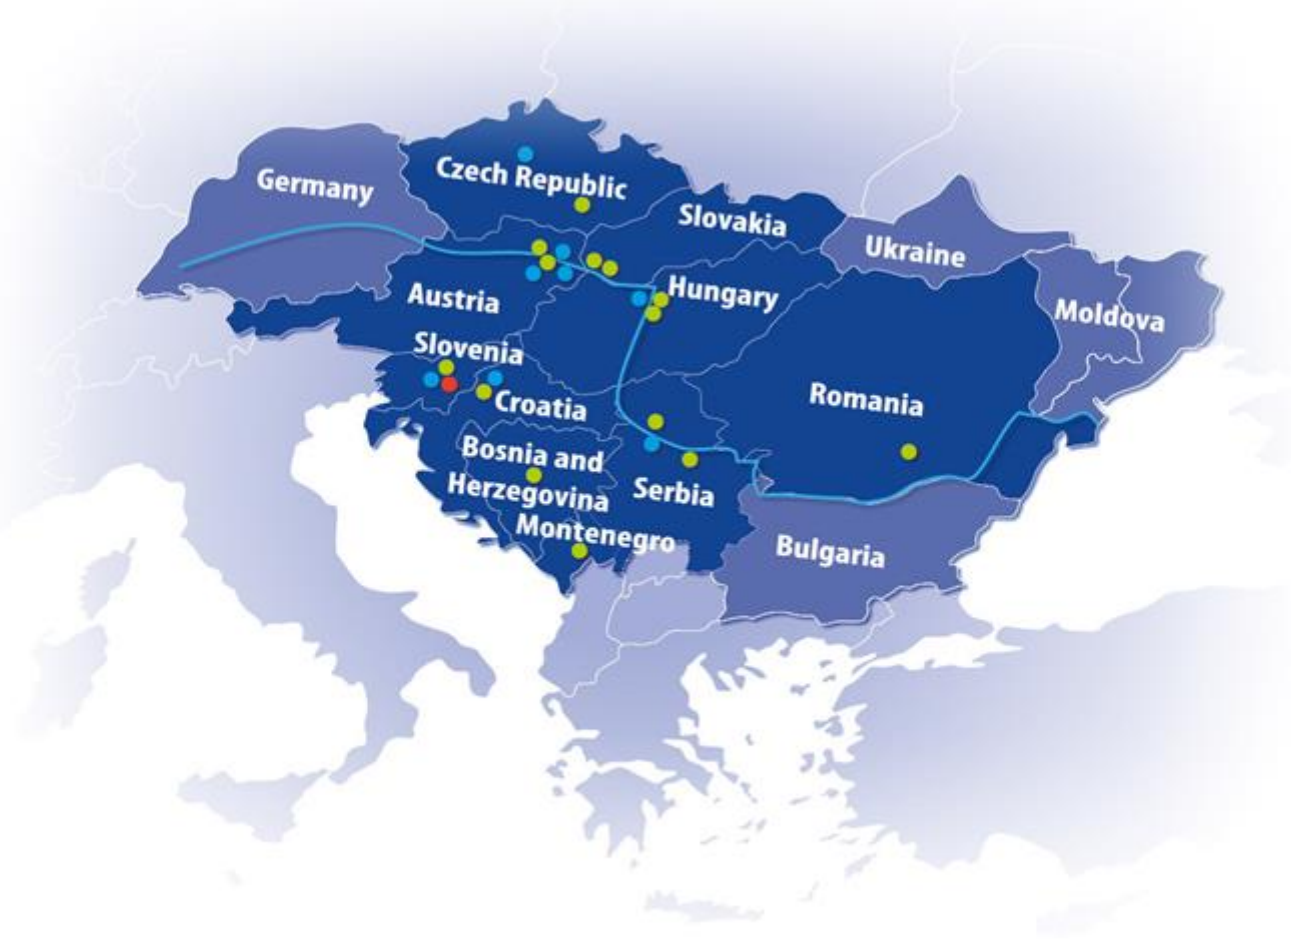 Germany
Czech Republic
Slovakia
Ukraine
Austria
Hungary
Moldova
Slovenia
Croatia
Romania
Bosnia and
Herzegovina
Serbia
Montenegro
Bulgaria